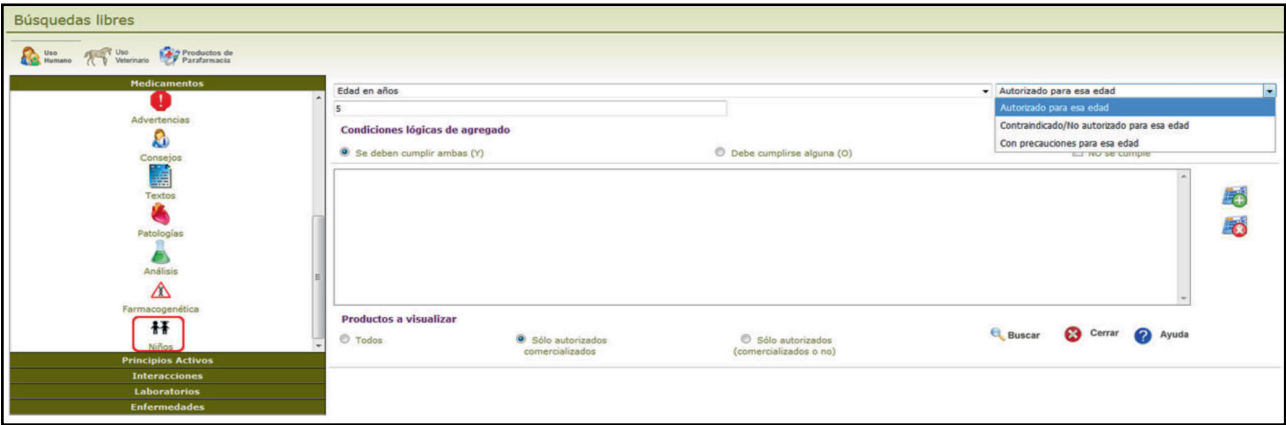 Búsquedas libres
Uso Humano
Uso Veterinario
Productos de Parafarmacia
Medicamentos
Advertencias
Consejos
Textos
Patologías
Análisis
Farmacogenética
Niños
Principios Activos
Interacciones
Laboratorios
Enfermedades
Edad en años
Autorizado para esa edad
5
Autorizado para esa edad
Contraindicado/No autorizado para esa edad
Con precauciones para esa edad
Condiciones lógicas de agregado
Se deben cumplir ambas (Y)
Debe cumplirse alguna (O)
NO se cumple
Productos a visualizar
Todos
Sólo autorizados
comercializados
Sólo autorizados
(comercializados o no)
Buscar
Cerrar
Ayuda